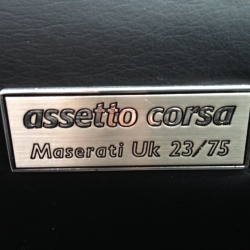 assetto corsa
Maserati Uk 23/75